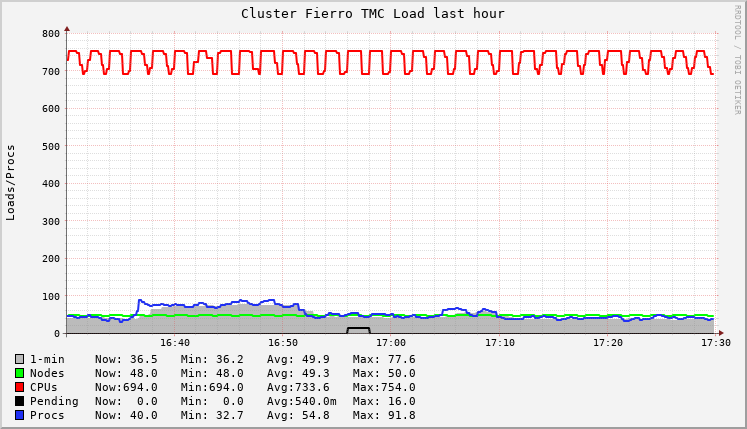 Cluster Fierro TMC Load last hour
RRDTOOL / TOBI OETIKER
Loads/Procs
800
700
600
500
400
300
200
100
0
16:40 16:50 17:00 17:10 17:20 17:30
1-min Now: 36.5 Min: 36.2 Avg: 49.9 Max: 77.6
Nodes Now: 48.0 Min: 48.0 Avg: 49.3 Max: 50.0
CPUs Now:694.0 Min:694.0 Avg:733.6 Max:754.0
Pending Now: 0.0 Min: 0.0 Avg:540.0m Max: 16.0
Procs Now: 40.0 Min: 32.7 Avg: 54.8 Max: 91.8